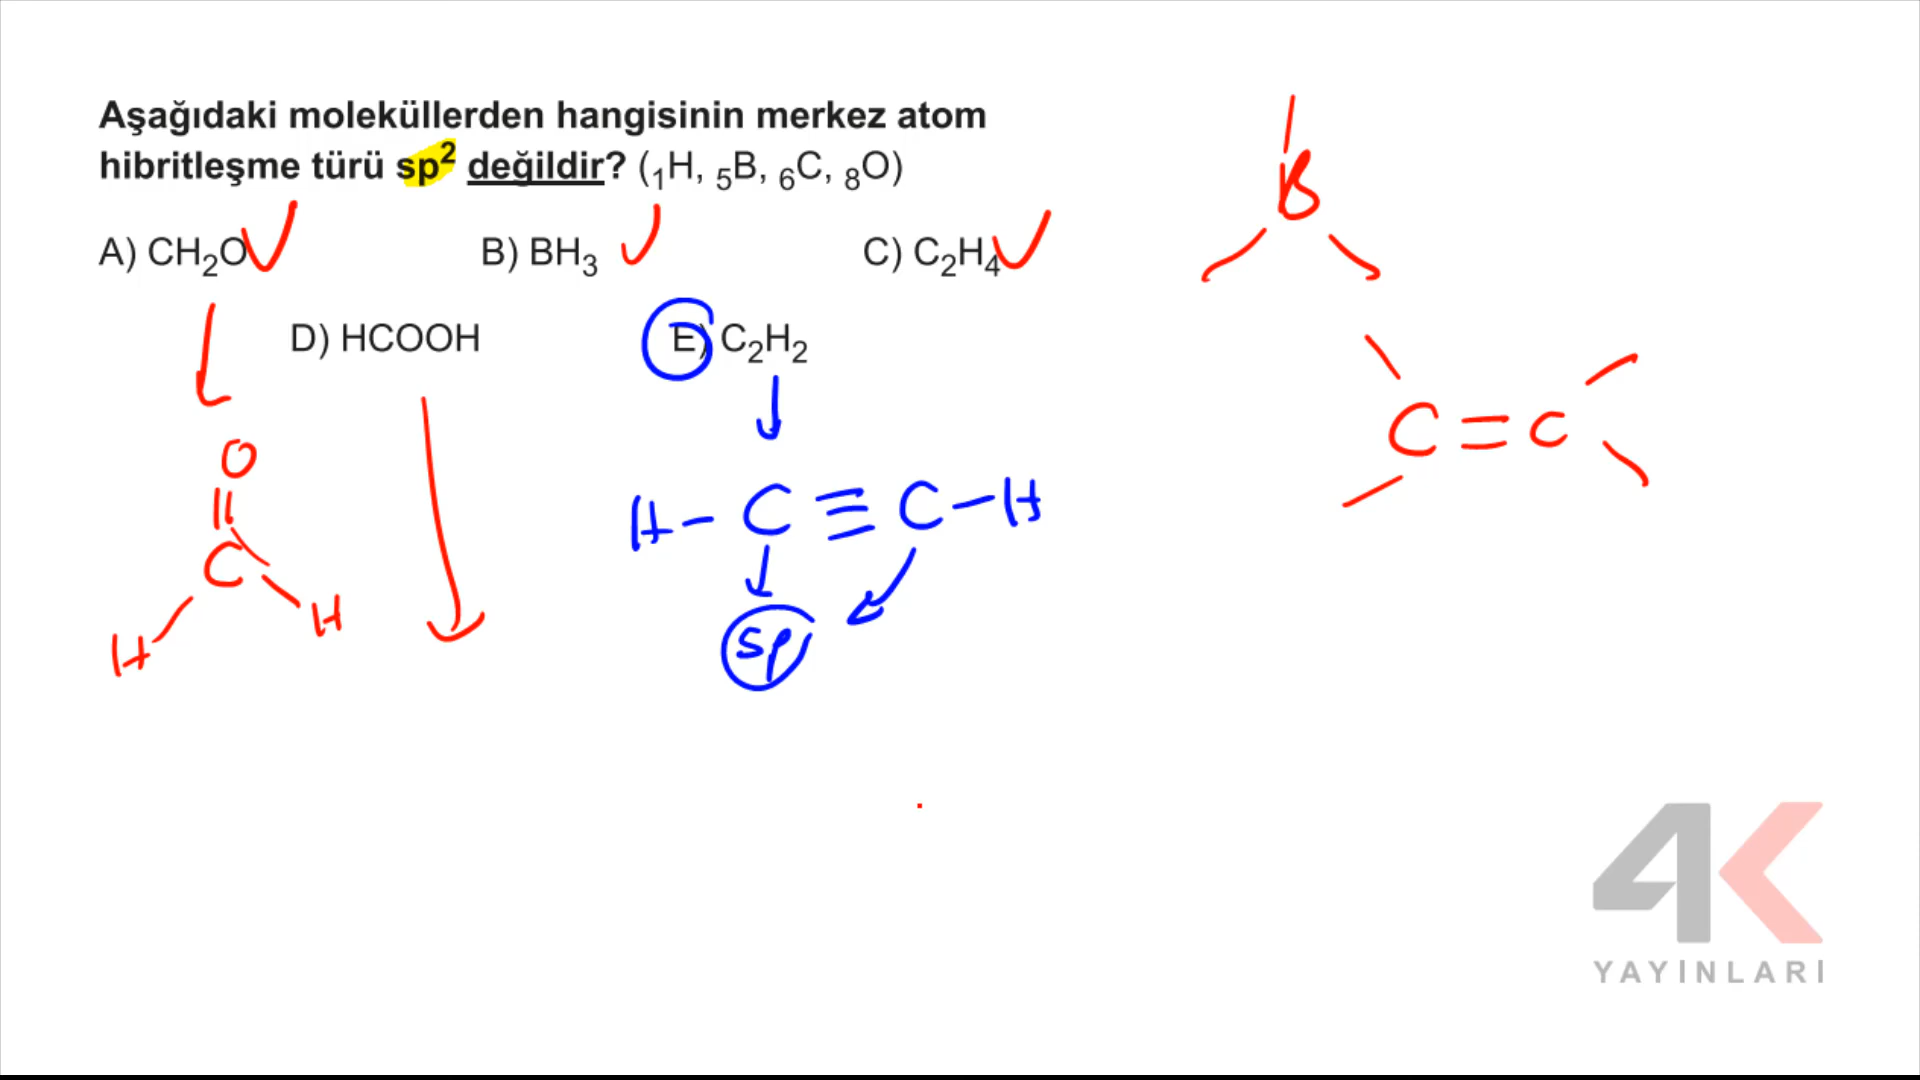 Aşağıdaki moleküllerden hangisinin merkez atom
hibritleşme türü sp² değildir? (₁H, ₅B, ₆C, ₈O)
A) CH₂O B) BH₃ C) C₂H₄
D) HCOOH E) C₂H₂
B
C = C
O
C
H H
H - C ≡ C - H
sp
4K
YAYINLARI